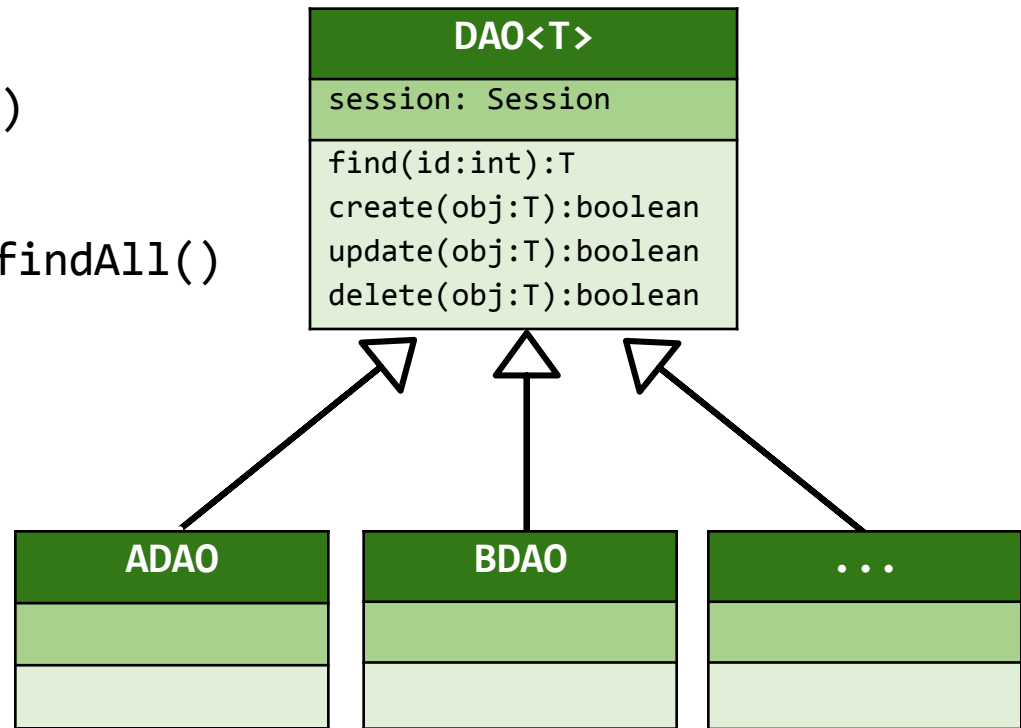 )
findAll()
DAO<T>
session: Session
find(id:int):T
create(obj:T):boolean
update(obj:T):boolean
delete(obj:T):boolean
ADAO
BDAO
...